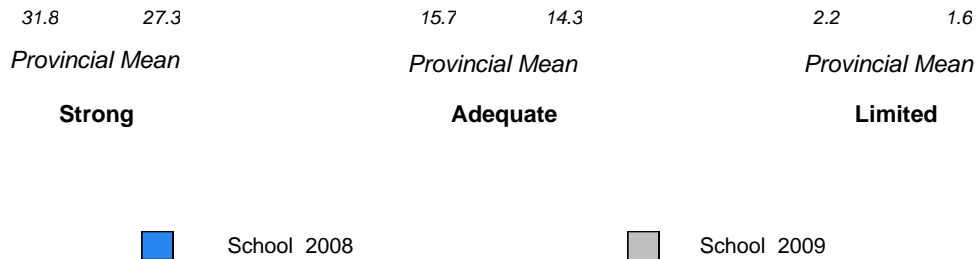 31.8 27.3 15.7 14.3 2.2 1.6
Provincial Mean Provincial Mean Provincial Mean
Strong Adequate Limited
School 2008 School 2009